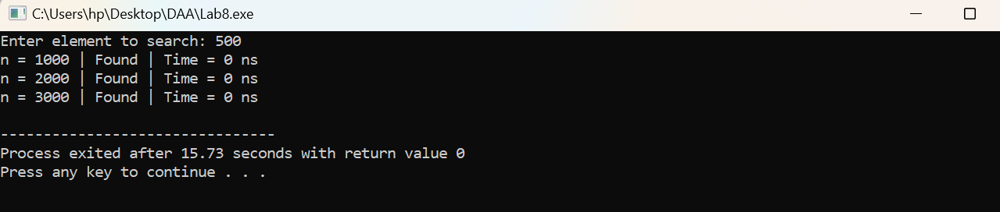 C:\Users\hp\Desktop\DAA\Lab8.exe
Enter element to search: 500
n = 1000 | Found | Time = 0 ns
n = 2000 | Found | Time = 0 ns
n = 3000 | Found | Time = 0 ns
--------------------------------
Process exited after 15.73 seconds with return value 0
Press any key to continue . . .